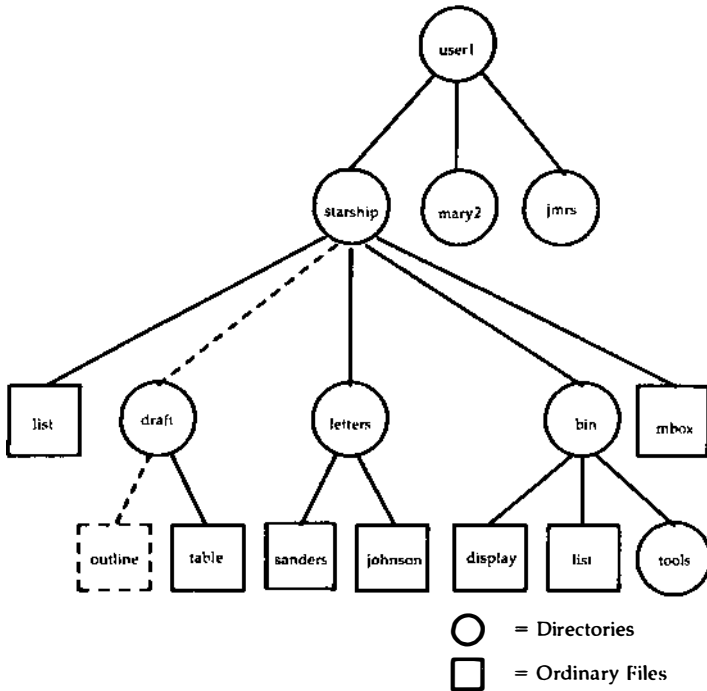 user1
starship
mary2
jmrs
list
draft
letters
bin
mbox
outline
table
sanders
johnson
display
list
tools
= Directories
= Ordinary Files